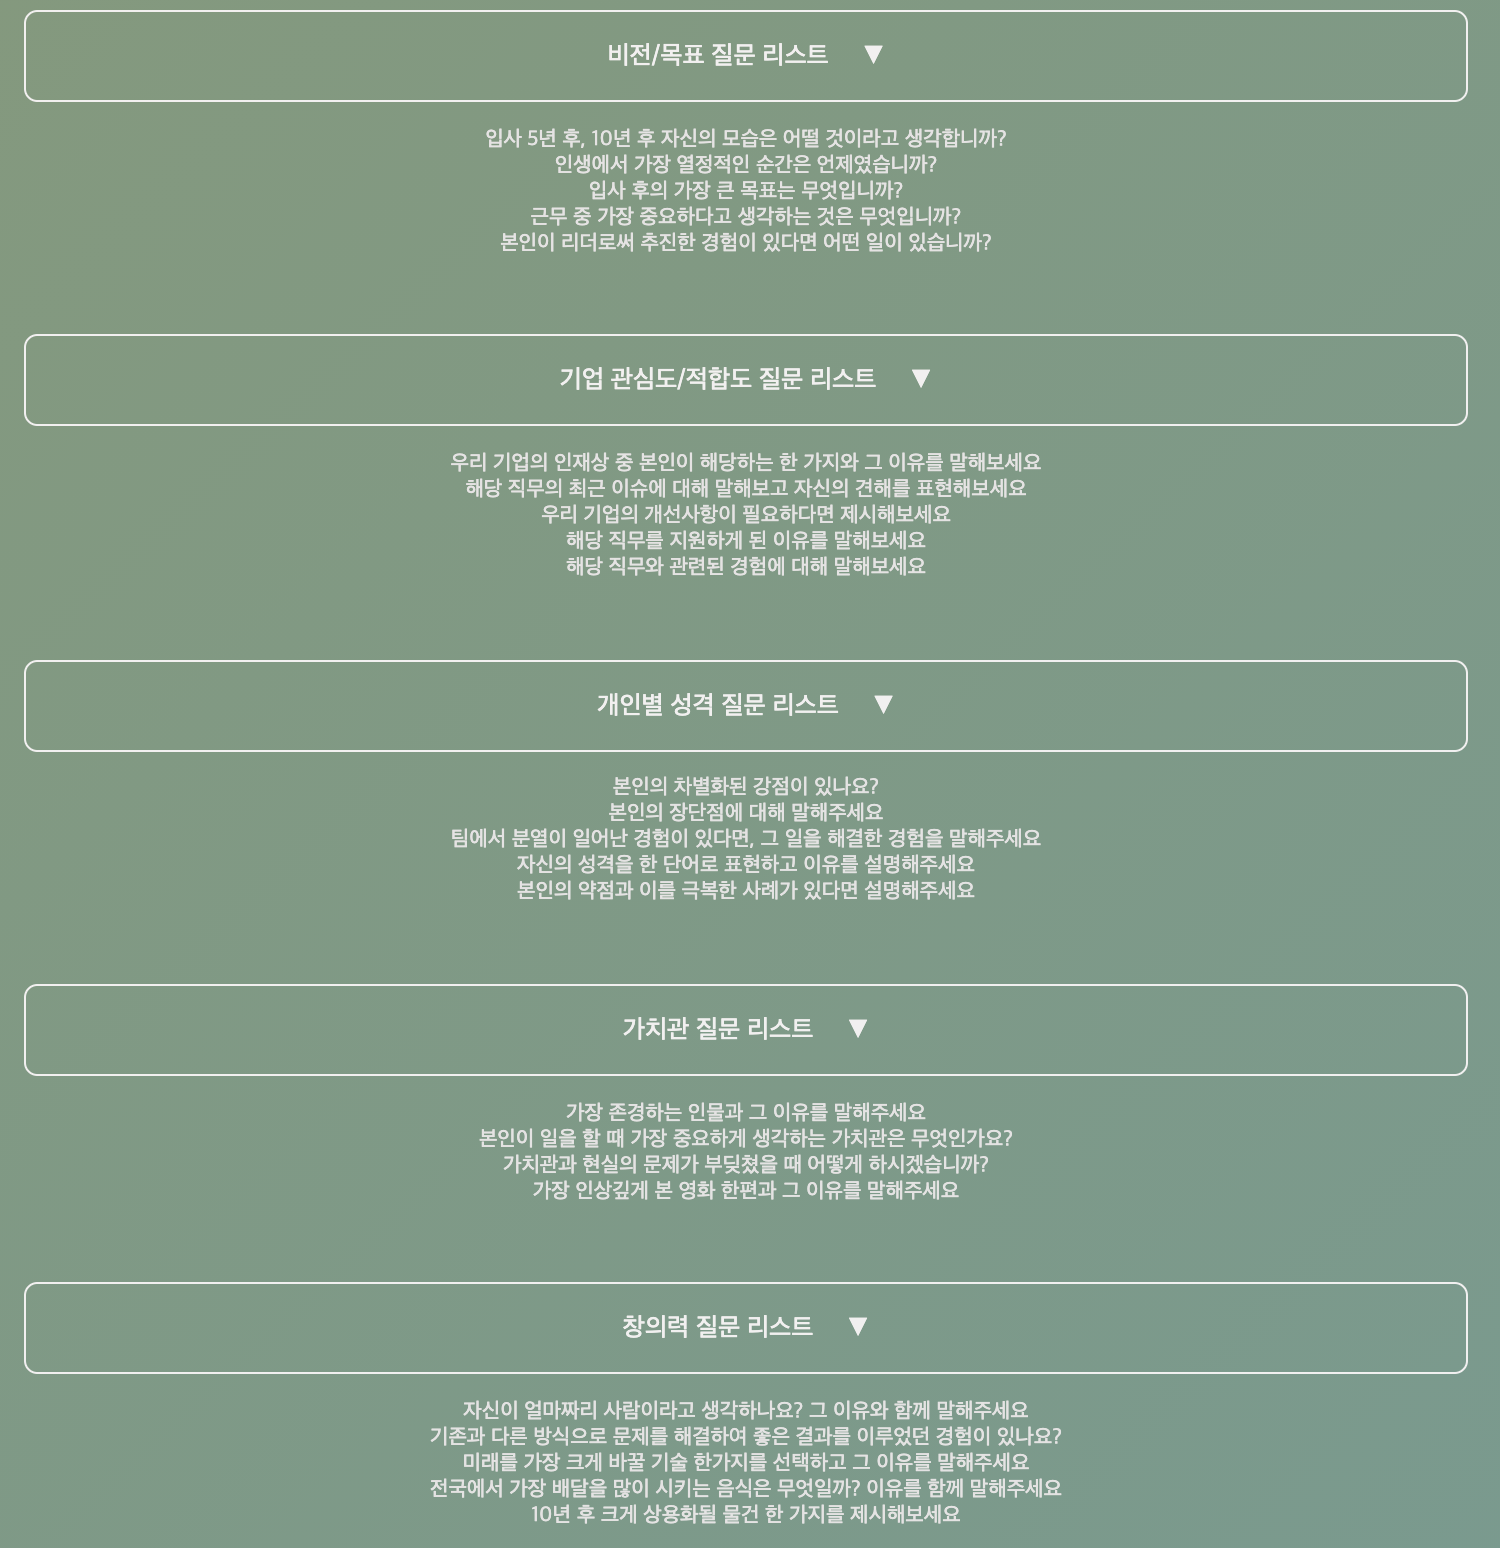 비전/목표 질문 리스트 ▼
입사 5년 후, 10년 후 자신의 모습은 어떨 것이라고 생각합니까?
인생에서 가장 열정적인 순간은 언제였습니까?
입사 후의 가장 큰 목표는 무엇입니까?
근무 중 가장 중요하다고 생각하는 것은 무엇입니까?
본인이 리더로써 추진한 경험이 있다면 어떤 일이 있습니까?
기업 관심도/적합도 질문 리스트 ▼
우리 기업의 인재상 중 본인이 해당하는 한 가지와 그 이유를 말해보세요
해당 직무의 최근 이슈에 대해 말해보고 자신의 견해를 표현해보세요
우리 기업의 개선사항이 필요하다면 제시해보세요
해당 직무를 지원하게 된 이유를 말해보세요
해당 직무와 관련된 경험에 대해 말해보세요
개인별 성격 질문 리스트 ▼
본인의 차별화된 강점이 있나요?
본인의 장단점에 대해 말해주세요
팀에서 분열이 일어난 경험이 있다면, 그 일을 해결한 경험을 말해주세요
자신의 성격을 한 단어로 표현하고 이유를 설명해주세요
본인의 약점과 이를 극복한 사례가 있다면 설명해주세요
가치관 질문 리스트 ▼
가장 존경하는 인물과 그 이유를 말해주세요
본인이 일을 할 때 가장 중요하게 생각하는 가치관은 무엇인가요?
가치관과 현실의 문제가 부딪쳤을 때 어떻게 하시겠습니까?
가장 인상깊게 본 영화 한편과 그 이유를 말해주세요
창의력 질문 리스트 ▼
자신이 얼마짜리 사람이라고 생각하나요? 그 이유와 함께 말해주세요
기존과 다른 방식으로 문제를 해결하여 좋은 결과를 이루었던 경험이 있나요?
미래를 가장 크게 바꿀 기술 한가지를 선택하고 그 이유를 말해주세요
전국에서 가장 배달을 많이 시키는 음식은 무엇일까? 이유를 함께 말해주세요
10년 후 크게 상용화될 물건 한 가지를 제시해보세요